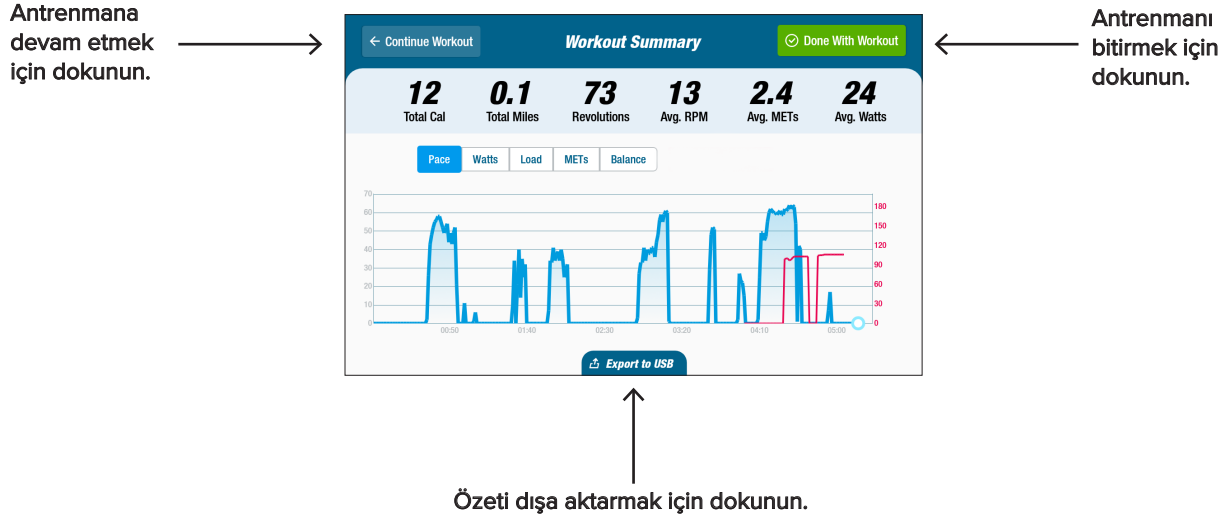 Antrenmana
devam etmek
için dokunun.
Continue Workout
Workout Summary
Done With Workout
Antrenmanı
bitirmek için
dokunun.
12 0.1 73 13 2.4 24
Total Cal Total Miles Revolutions Avg. RPM Avg. METs Avg. Watts
Pace Watts Load METs Balance
70
60
50
40
30
20
10
0
180
150
120
90
60
30
0
00:50 01:40 02:30 03:20 04:10 05:00
Export to USB
Özeti dışa aktarmak için dokunun.